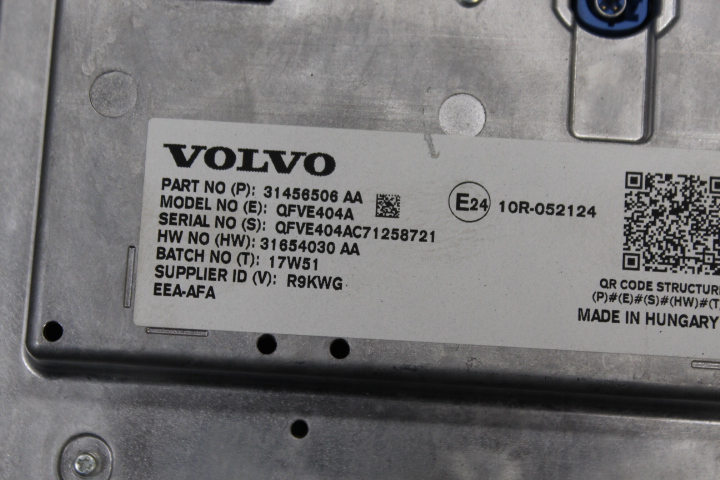 VOLVO
PART NO (P): 31456506 AA
MODEL NO (E): QFVE404A
SERIAL NO (S): QFVE404AC71258721
HW NO (HW): 31654030 AA
BATCH NO (T): 17W51
SUPPLIER ID (V): R9KWG
EEA-AFA
E24 10R-052124
QR CODE STRUCTURE
(P)#(E)#(S)#(HW)#(T)
MADE IN HUNGARY